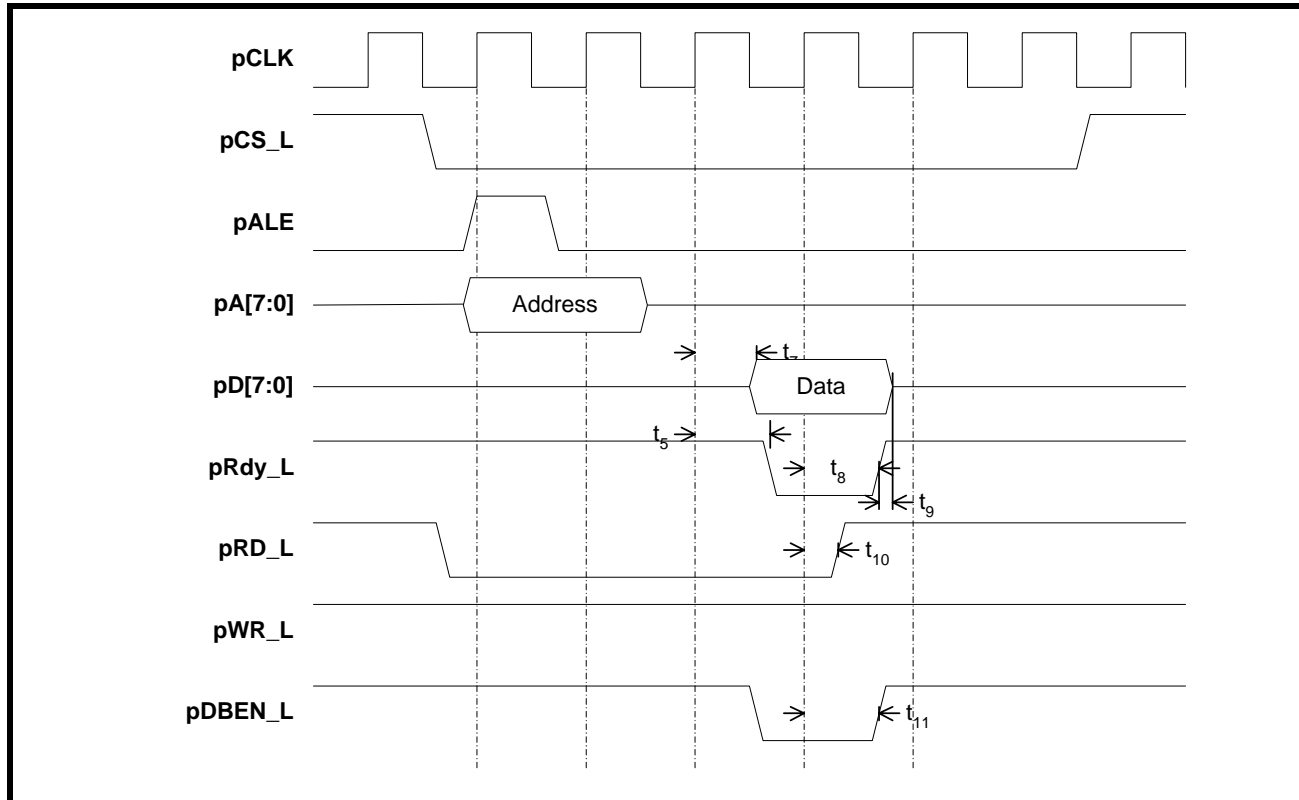 pCLK
pCS_L
pALE
pA[7:0]
Address
t7
pD[7:0]
Data
t5
pRdy_L
t8
t9
pRD_L
t10
pWR_L
pDBEN_L
t11